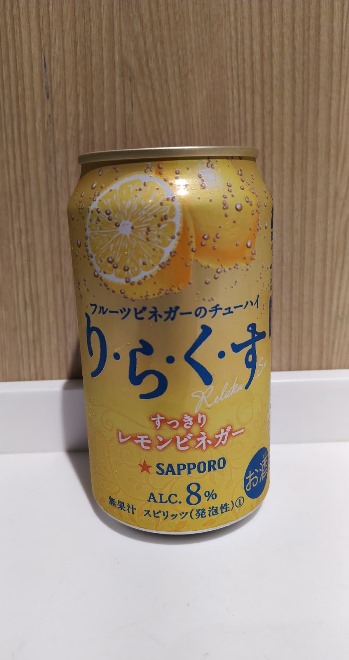 フルーツビネガーのチューハイ
り・ら・く・す
すっきり
レモンビネガー
★SAPPORO
ALC.8%
お酒
無果汁 スピリッツ(発泡性)①